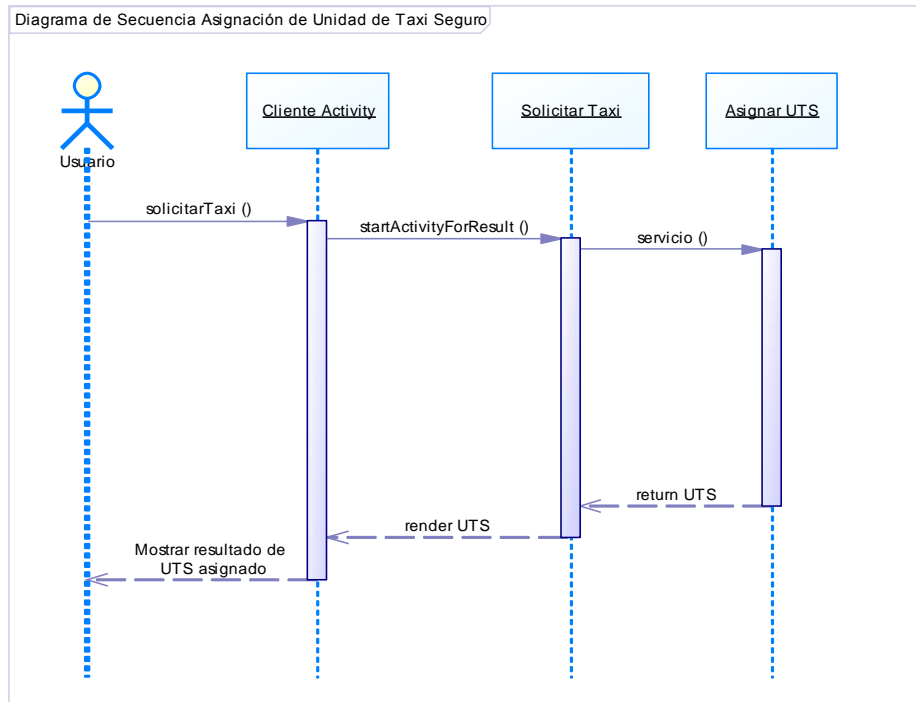 Diagrama de Secuencia Asignación de Unidad de Taxi Seguro
Usuario
Cliente Activity
Solicitar Taxi
Asignar UTS
solicitarTaxi ()
startActivityForResult ()
servicio ()
return UTS
render UTS
Mostrar resultado de
UTS asignado